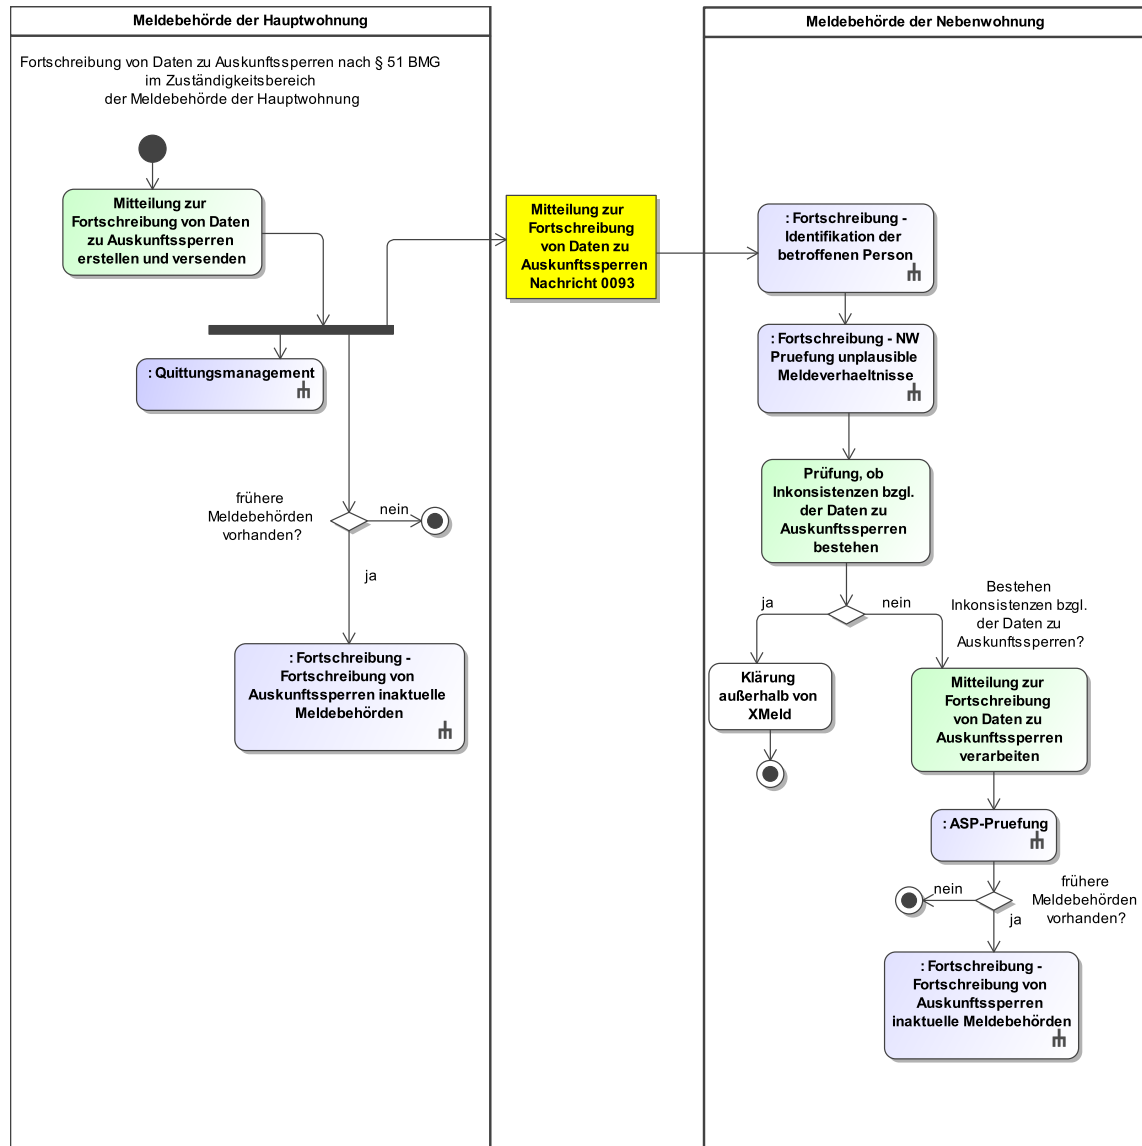 Meldebehörde der Hauptwohnung
Fortschreibung von Daten zu Auskunftssperren nach § 51 BMG
im Zuständigkeitsbereich
der Meldebehörde der Hauptwohnung
Mitteilung zur
Fortschreibung von Daten
zu Auskunftssperren
erstellen und versenden
: Quittungsmanagement
frühere
Meldebehörden
vorhanden?
nein
ja
: Fortschreibung -
Fortschreibung von
Auskunftssperren inaktuelle
Meldebehörden
Mitteilung zur
Fortschreibung
von Daten zu
Auskunftssperren
Nachricht 0093
Meldebehörde der Nebenwohnung
: Fortschreibung -
Identifikation der
betroffenen Person
: Fortschreibung - NW
Pruefung unplausible
Meldeverhaeltnisse
Prüfung, ob
Inkonsistenzen bzgl.
der Daten zu
Auskunftssperren
bestehen
ja
nein
Bestehen
Inkonsistenzen bzgl.
der Daten zu
Auskunftssperren?
Klärung
außerhalb von
XMeld
Mitteilung zur
Fortschreibung
von Daten zu
Auskunftssperren
verarbeiten
: ASP-Pruefung
nein
frühere
Meldebehörden
vorhanden?
ja
: Fortschreibung -
Fortschreibung von
Auskunftssperren
inaktuelle Meldebehörden